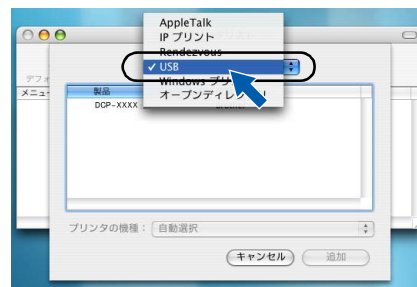 AppleTalk
IP プリント
Rendezvous
✓ USB
Windows プリ
オープンディレ
デフォ
メニュー
製品
DCP-XXXX
プリンタの機種： 自動選択
キャンセル 追加